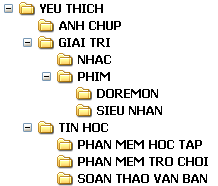 YEU THICH
ANH CHUP
GIAI TRI
NHAC
PHIM
DOREMON
SIEU NHAN
TIN HOC
PHAN MEM HOC TAP
PHAN MEM TRO CHOI
SOAN THAO VAN BAN